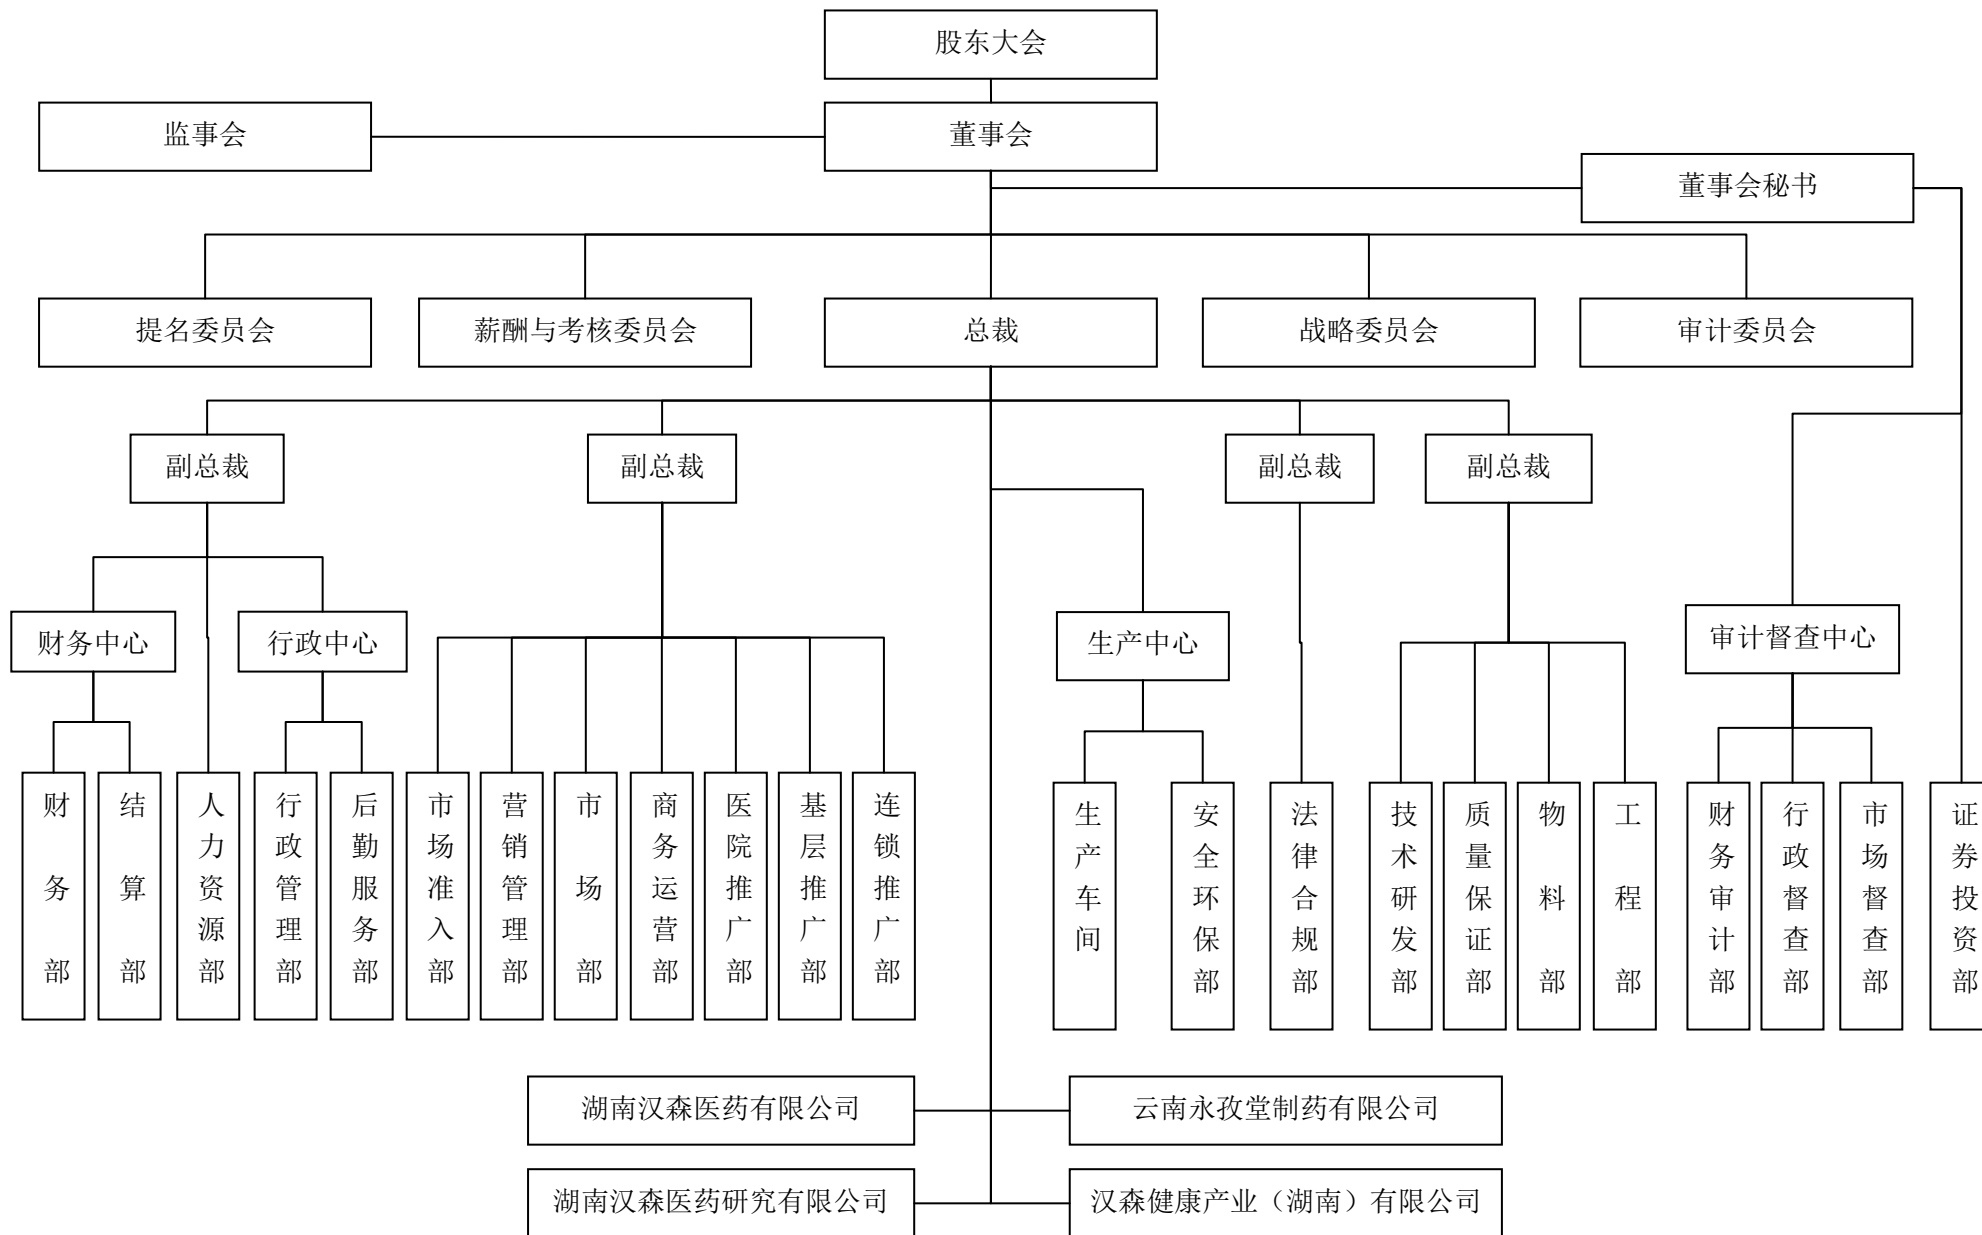 股东大会
监事会
董事会
董事会秘书
提名委员会
薪酬与考核委员会
总裁
战略委员会
审计委员会
副总裁
副总裁
副总裁
副总裁
财务中心
行政中心
生产中心
审计督查中心
财务部
结算部
人力资源部
行政管理部
后勤服务部
市场准入部
营销管理部
市场部
商务运营部
医院推广部
基层推广部
连锁推广部
生产车间
安全环保部
法律合规部
技术研发部
质量保证部
物料部
工程部
财务审计部
行政督查部
市场督查部
证券投资部
湖南汉森医药有限公司
云南永孜堂制药有限公司
湖南汉森医药研究有限公司
汉森健康产业（湖南）有限公司